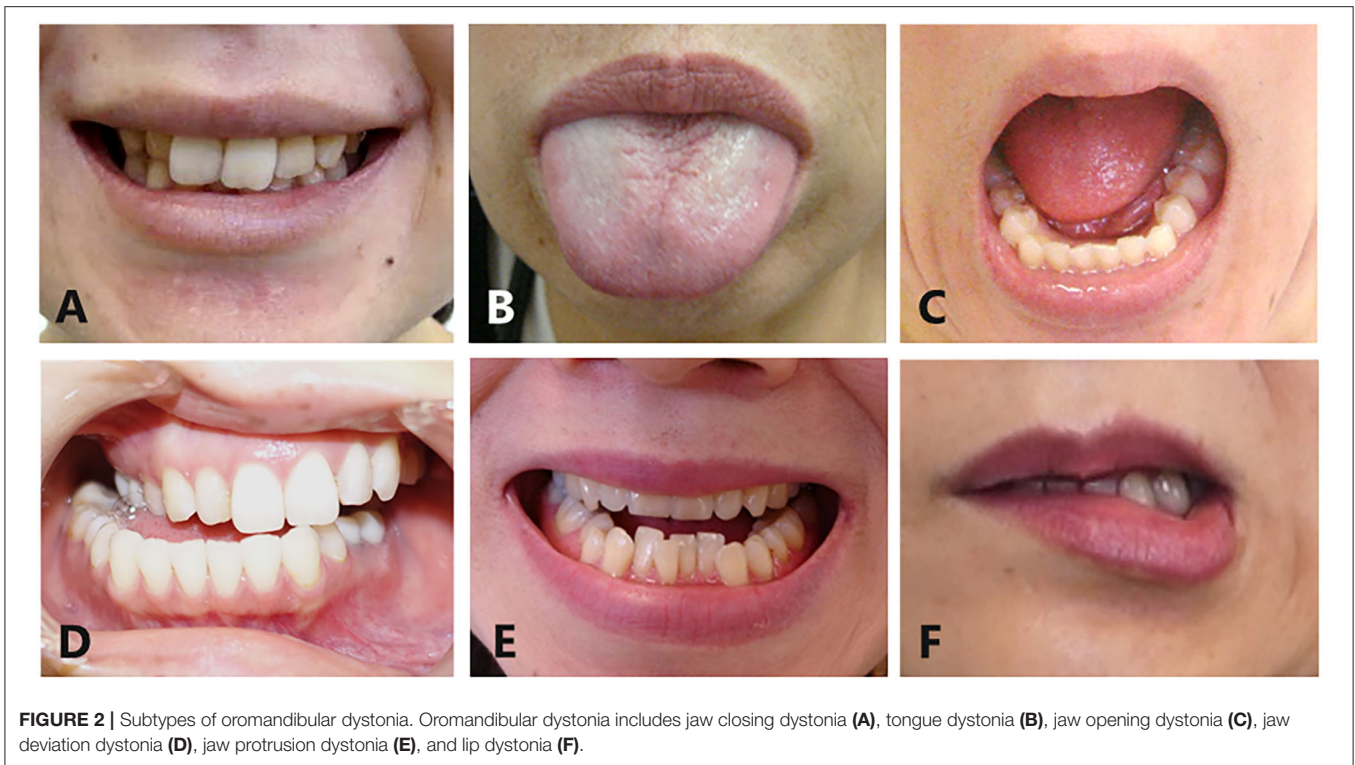 A
B
C
D
E
F
FIGURE 2 | Subtypes of oromandibular dystonia. Oromandibular dystonia includes jaw closing dystonia (A), tongue dystonia (B), jaw opening dystonia (C), jaw
deviation dystonia (D), jaw protrusion dystonia (E), and lip dystonia (F).